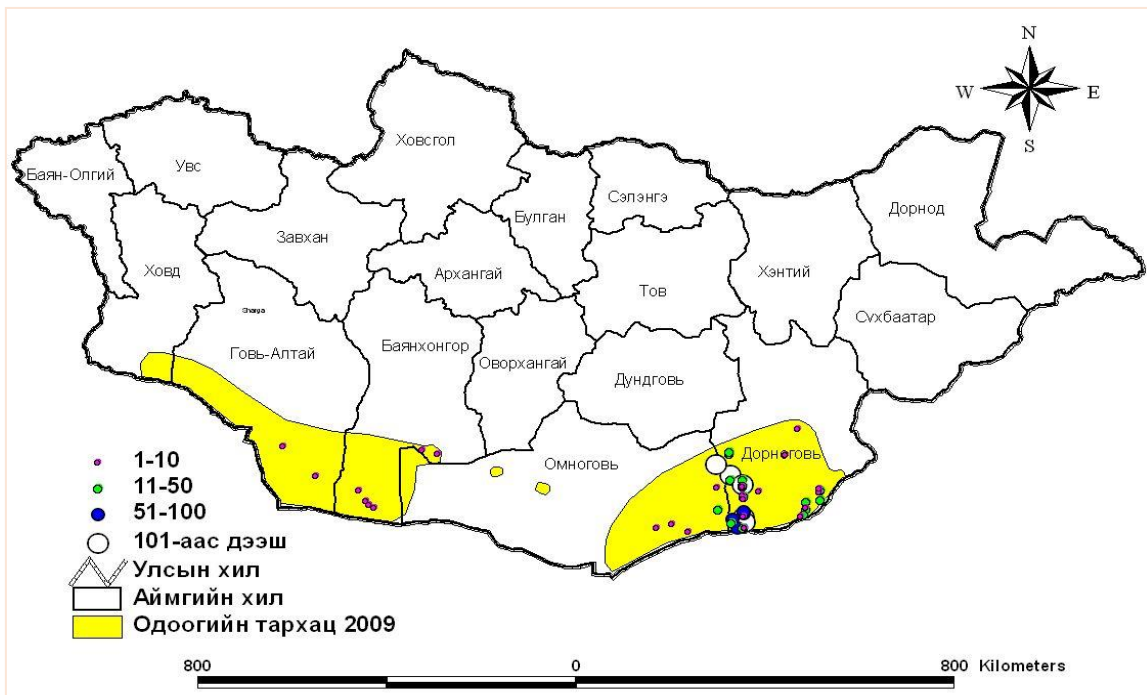 N
W E
S
Ховсгол
Увс
Баян-Олгий
Сэлэнгэ
Булган
Дорнод
Завхан
Архангай
Хэнтий
Ховд
Тов
Сvхбаатар
Sharga
Говь-Алтай
Баянхонгор
Оворхангай
Дундговь
Омноговь
Дорноговь
1-10
11-50
51-100
101-аас дээш
Улсын хил
Аймгийн хил
Одоогийн тархац 2009
800 0 800 Kilometers